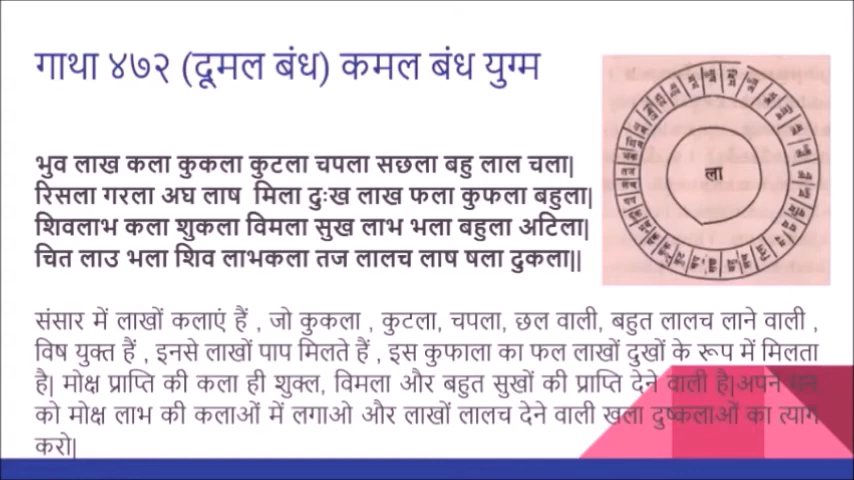 गाथा ४७२ (दूमल बंध) कमल बंध युग्म
भुव लाख कला कुकला कुटला चपला सछला बहु लाल चला|
रिसला गरला अघ लाष मिला दुःख लाख फला कुफला बहुला|
शिवलाभ कला शुकला विमला सुख लाभ भला बहुला अटिला|
चित लाउ भला शिव लाभकला तज लालच लाष षला दुकला||
ला
संसार में लाखों कलाएं हैं , जो कुकला , कुटला, चपला, छल वाली, बहुत लालच लाने वाली ,
विष युक्त हैं , इनसे लाखों पाप मिलते हैं , इस कुफाला का फल लाखों दुखों के रूप में मिलता
है| मोक्ष प्राप्ति की कला ही शुक्ल, विमला और बहुत सुखों की प्राप्ति देने वाली है|अपने मन
को मोक्ष लाभ की कलाओं में लगाओ और लाखों लालच देने वाली खला दुष्कलाओं का त्याग
करो|